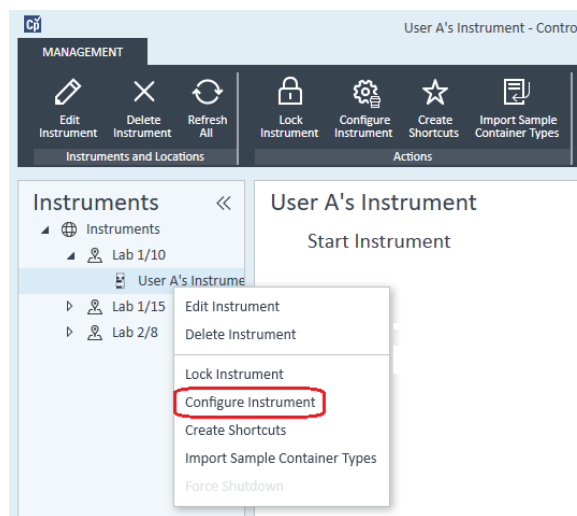 Cp
User A's Instrument - Contro
MANAGEMENT
Edit
Instrument
Delete
Instrument
Refresh
All
Lock
Instrument
Configure
Instrument
Create
Shortcuts
Import Sample
Container Types
Instruments and Locations
Actions
Instruments
Instruments
Lab 1/10
User A's Instrume
Lab 1/15
Lab 2/8
User A's Instrument
Start Instrument
Edit Instrument
Delete Instrument
Lock Instrument
Configure Instrument
Create Shortcuts
Import Sample Container Types
Force Shutdown